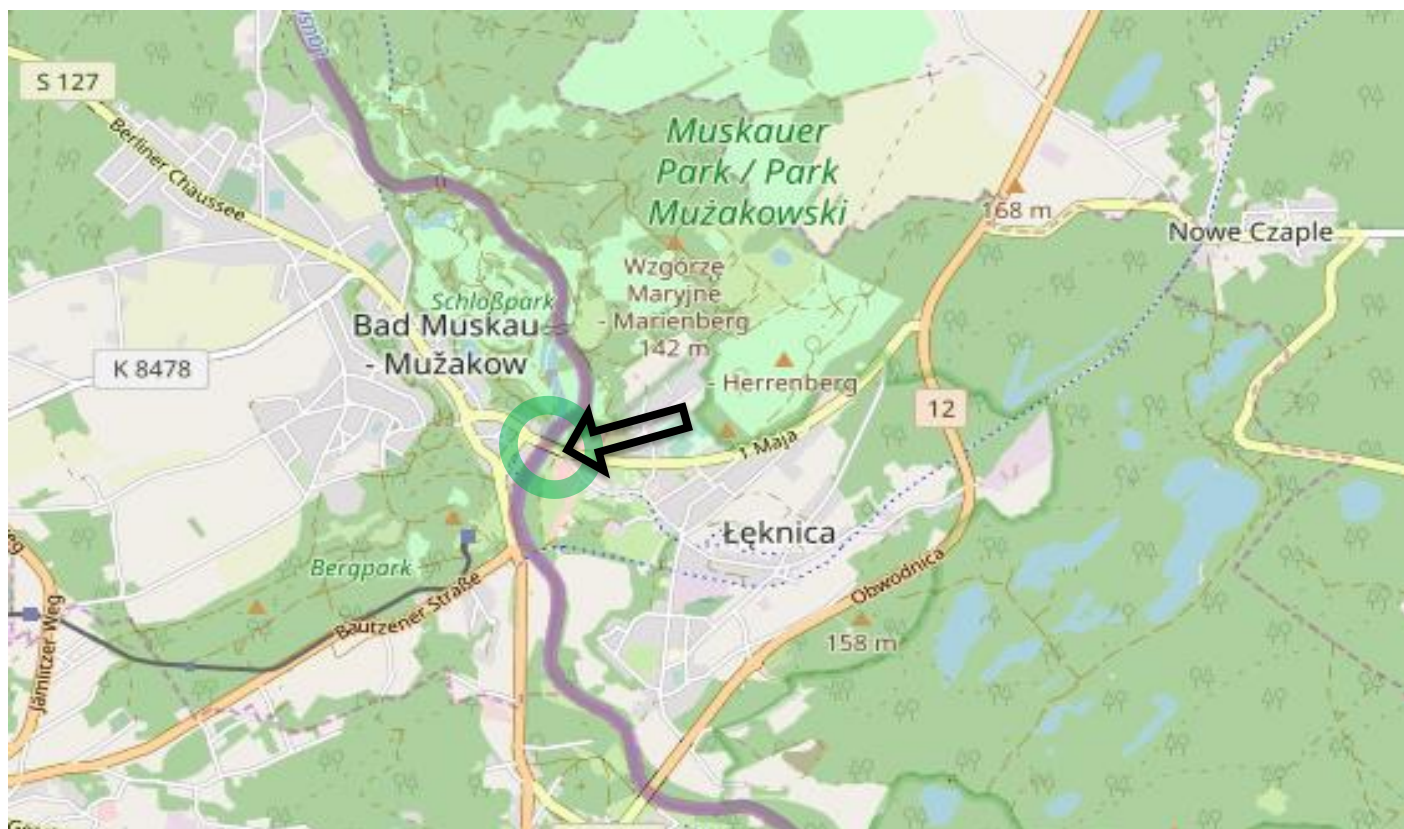 S 127
Berliner Chaussee
Muskauer
Park / Park
Mużakowski
168 m
Nowe Czaple
Wzgórze
Maryjne
- Marienberg
142 m
Schloßpark
Bad Muskau
- Mužakow
K 8478
- Herrenberg
12
1 Maja
Łęknica
Bergpark
Bautzener Straße
Obwodnica
158 m
Jämlitzer Weg